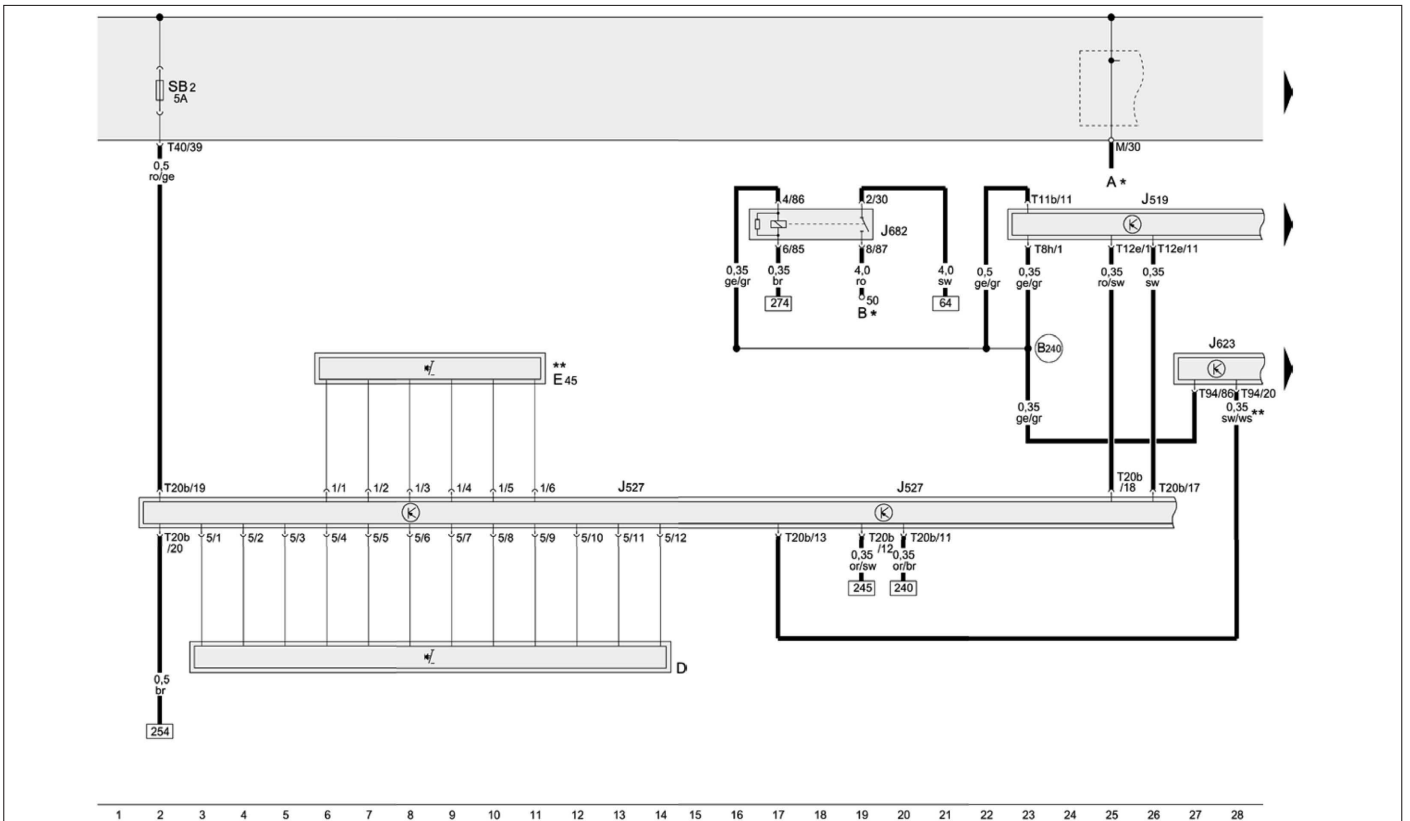 SB2
5A
T40/39
0,5
ro/ge
M/30
A *
4/86
2/30
J682
6/85
8/87
T11b/11
J519
T8h/1
T12e/1
T12e/11
0,35
ge/gr
0,35
br
274
4,0
ro
50
B *
4,0
sw
64
0,5
ge/gr
0,35
ge/gr
0,35
ro/sw
0,35
sw
B240
J623
T94/86
T94/20
0,35
sw/ws**
**
E45
0,35
ge/gr
T20b/19
1/1
1/2
1/3
1/4
1/5
1/6
J527
J527
T20b
/18
T20b/17
T20b
/20
5/1
5/2
5/3
5/4
5/5
5/6
5/7
5/8
5/9
5/10
5/11
5/12
T20b/13
T20b
/12
T20b/11
0,35
or/sw
245
0,35
or/br
240
D
0,5
br
254
1 2 3 4 5 6 7 8 9 10 11 12 13 14 15 16 17 18 19 20 21 22 23 24 25 26 27 28